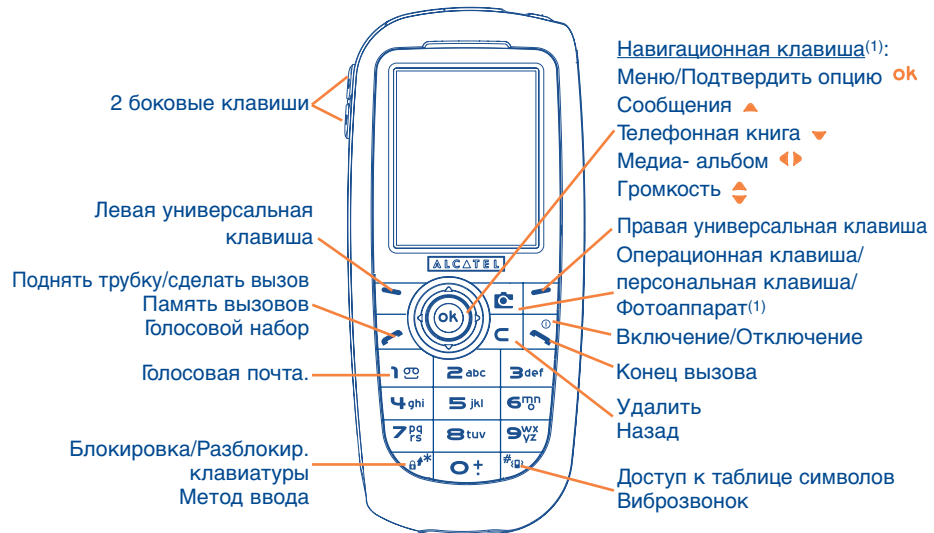 2 боковые клавиши
Левая универсальная
клавиша
Поднять трубку/сделать вызов
Память вызовов
Голосовой набор
Голосовая почта.
Блокировка/Разблокир.
клавиатуры
Метод ввода
ALCATEL
ok
1
2 abc
3 def
4 ghi
5 jkl
6 mno
7 pqrs
8 tuv
9 wxyz
*
0 +.
#
Навигационная клавиша(1):
Меню/Подтвердить опцию ok
Сообщения
Телефонная книга
Медиа- альбом
Громкость
Правая универсальная клавиша
Операционная клавиша/
персональная клавиша/
Фотоаппарат(1)
Включение/Отключение
Конец вызова
Удалить
Назад
Доступ к таблице символов
Виброзвонок